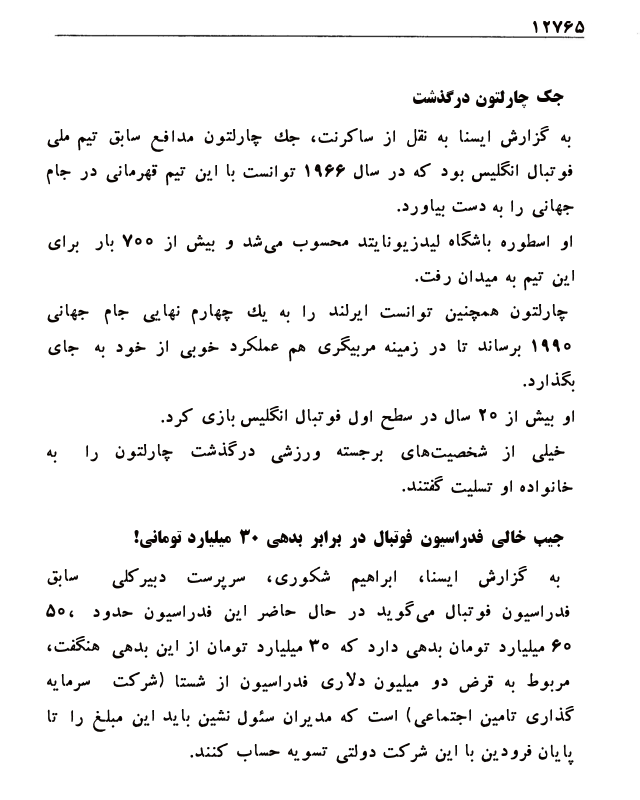 ۱۲۷۶۵
جک چارلتون درگذشت
به گزارش ایسنا به نقل از ساکرنت، جك چارلتون مدافع سابق تیم ملی
فوتبال انگلیس بود که در سال ۱۹۶۶ توانست با این تیم قهرمانی در جام
جهانی را به دست بیاورد.
او اسطوره باشگاه لیدزیونایتد محسوب می‌شد و بیش از ۷۰۰ بار برای
این تیم به میدان رفت.
چارلتون همچنین توانست ایرلند را به یك چهارم نهایی جام جهانی
۱۹۹۰ برساند تا در زمینه مربیگری هم عملکرد خوبی از خود به جای
بگذارد.
او بیش از ۲۰ سال در سطح اول فوتبال انگلیس بازی کرد.
خیلی از شخصیت‌های برجسته ورزشی درگذشت چارلتون را به
خانواده او تسلیت گفتند.
جیب خالی فدراسیون فوتبال در برابر بدهی ۳۰ میلیارد تومانی!
به گزارش ایسنا، ابراهیم شکوری، سرپرست دبیرکلی سابق
فدراسیون فوتبال می‌گوید در حال حاضر این فدراسیون حدود ۵۰،
۶۰ میلیارد تومان بدهی دارد که ۳۰ میلیارد تومان از این بدهی هنگفت،
مربوط به قرض دو میلیون دلاری فدراسیون از شستا (شرکت سرمایه
گذاری تامین اجتماعی) است که مدیران سئول نشین باید این مبلغ را تا
پایان فرودین با این شرکت دولتی تسویه حساب کنند.